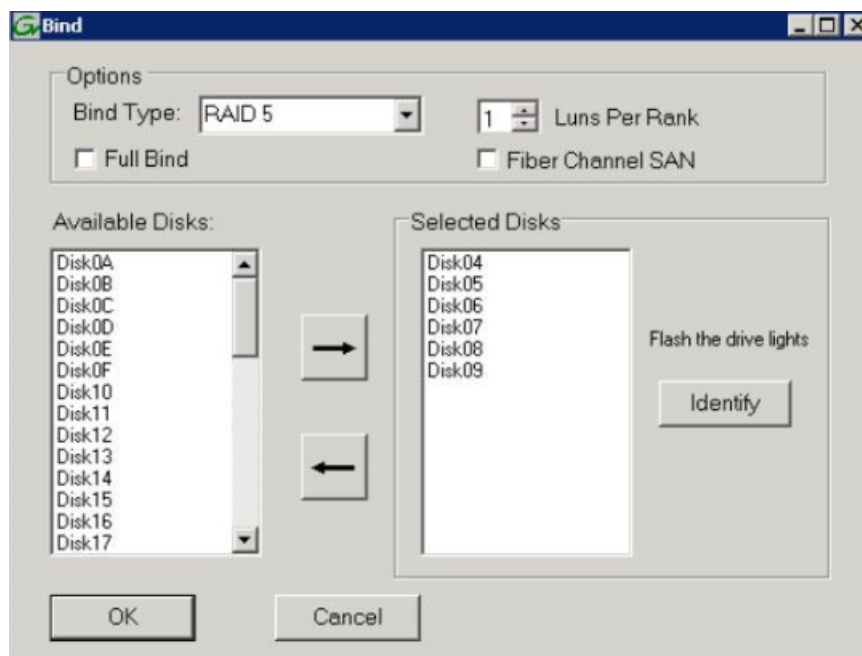 Bind
Options
Bind Type: RAID 5
1 Luns Per Rank
Full Bind
Fiber Channel SAN
Available Disks:
Disk0A
Disk0B
Disk0C
Disk0D
Disk0E
Disk0F
Disk10
Disk11
Disk12
Disk13
Disk14
Disk15
Disk16
Disk17
Selected Disks
Disk04
Disk05
Disk06
Disk07
Disk08
Disk09
Flash the drive lights
Identify
OK
Cancel